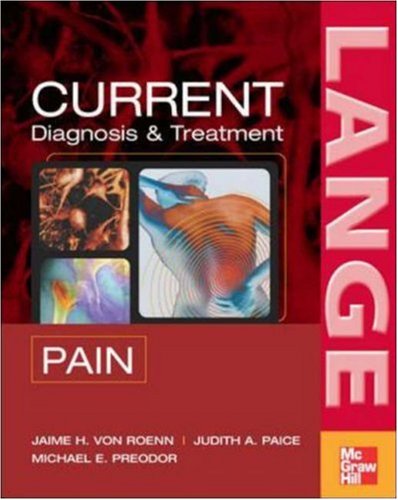 CURRENT
Diagnosis & Treatment
LANGE
PAIN
JAIME H. VON ROENN | JUDITH A. PAICE
MICHAEL E. PREODOR
Mc
Graw
Hill